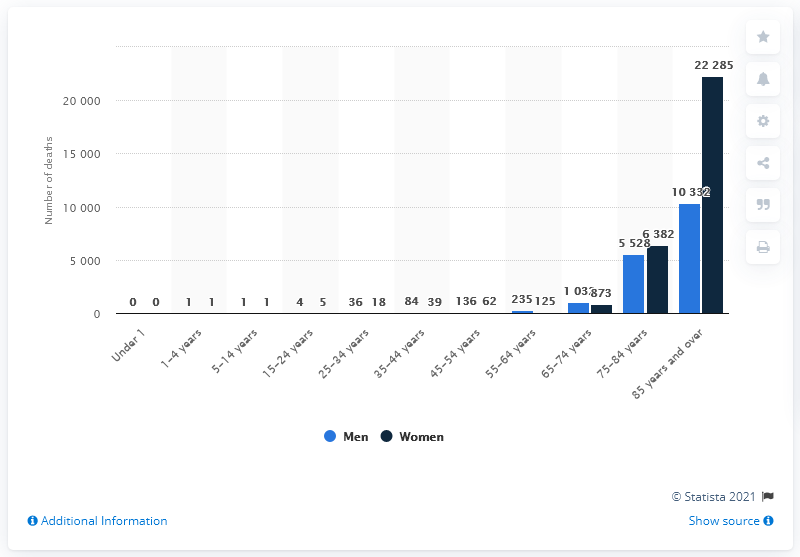 22 285
20 000
15 000
10 000
5 000
0
Number of deaths
0 0 1 1 1 1 4 5 36 18 84 39 136 62 235 125 873 5 528 6 382 10 332
Under 1
1–4 years
5–14 years
15–24 years
25–34 years
35–44 years
45–54 years
55–64 years
65–74 years
75–84 years
85 years and over
Men Women
© Statista 2021
Additional Information
Show source